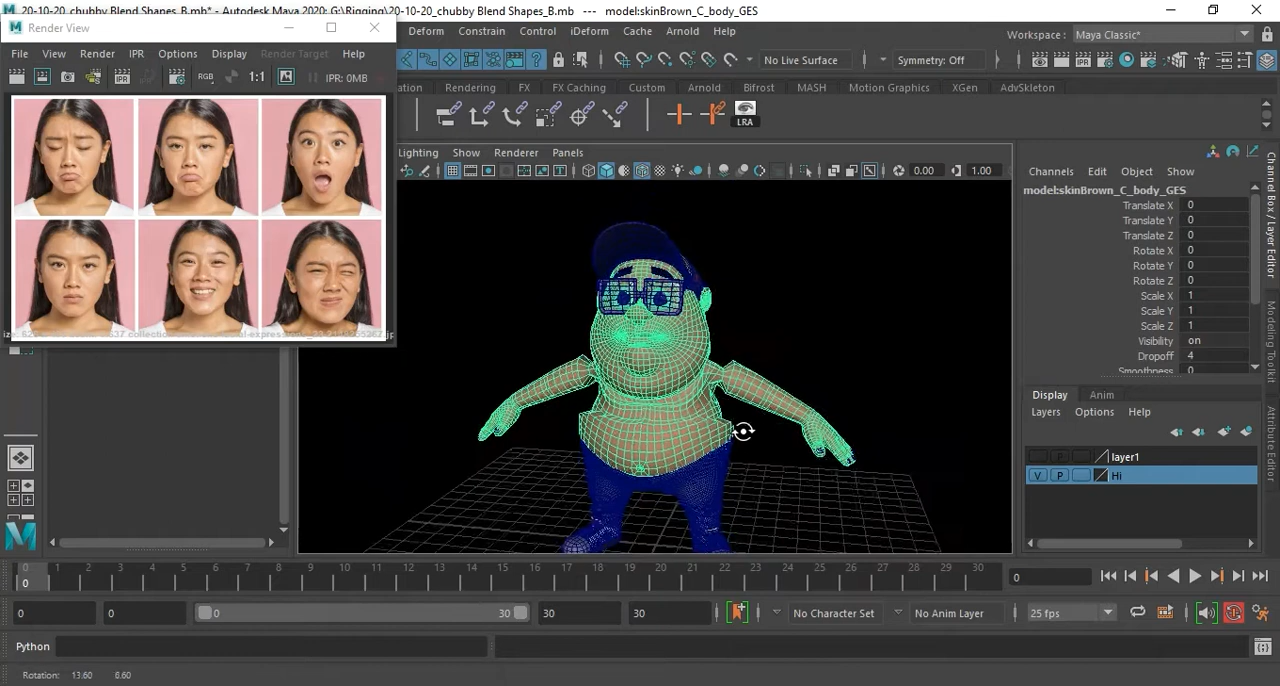 20-10-20_chubby Blend Shapes_B.mb* - Autodesk Maya 2020: G:\Rigging\20-10-20_chubby Blend Shapes_B.mb --- model:skinBrown_C_body_GES
Render View
Deform Constrain Control iDeform Cache Arnold Help
Workspace : Maya Classic*
File View Render IPR Options Display Render Target Help
No Live Surface
Symmetry: Off
RGB 1:1 IPR: 0MB
Rendering FX FX Caching Custom Arnold Bifrost MASH Motion Graphics XGen AdvSkeleton
LRA
Lighting Show Renderer Panels
0.00 1.00
Channels Edit Object Show
model:skinBrown_C_body_GES
Translate X 0
Translate Y 0
Translate Z 0
Rotate X 0
Rotate Y 0
Rotate Z 0
Scale X 1
Scale Y 1
Scale Z 1
Visibility on
Dropoff 4
Smoothness 0
Channel Box / Layer Editor
Modeling Toolkit
Attribute Editor
Display Anim
Layers Options Help
P layer1
V P Hi
0 1 2 3 4 5 6 7 8 9 10 11 12 13 14 15 16 17 18 19 20 21 22 23 24 25 26 27 28 29 30
0
0
0 0 0 30 30 30 No Character Set No Anim Layer 25 fps
Python
Rotation: 13.60 8.60